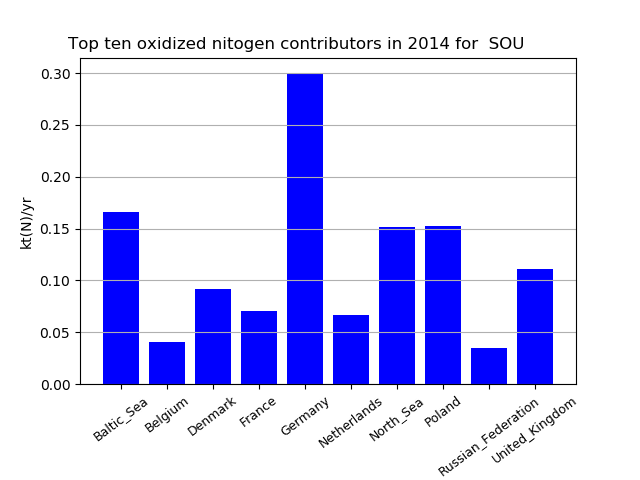 Top ten oxidized nitogen contributors in 2014 for  SOU
kt(N)/yr
0.30
0.25
0.20
0.15
0.10
0.05
0.00
Baltic_Sea
Belgium
Denmark
France
Germany
Netherlands
North_Sea
Poland
Russian_Federation
United_Kingdom